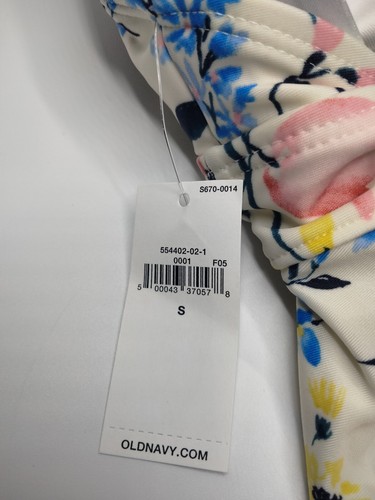 S670-0014
554402-02-1
0001 F05
5 00043 37057 8
S
OLDNAVY.COM